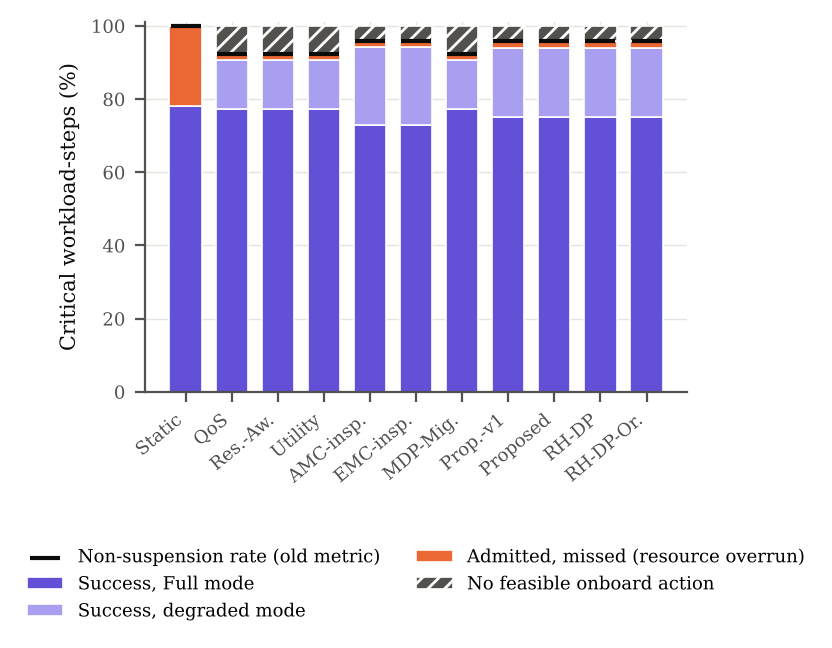 Critical workload-steps (%)
100
80
60
40
20
0
Static
QoS
Res.-Aw.
Utility
AMC-insp.
EMC-insp.
MDP-Mig.
Prop.-v1
Proposed
RH-DP
RH-DP-Or.
Non-suspension rate (old metric)
Success, Full mode
Success, degraded mode
Admitted, missed (resource overrun)
No feasible onboard action